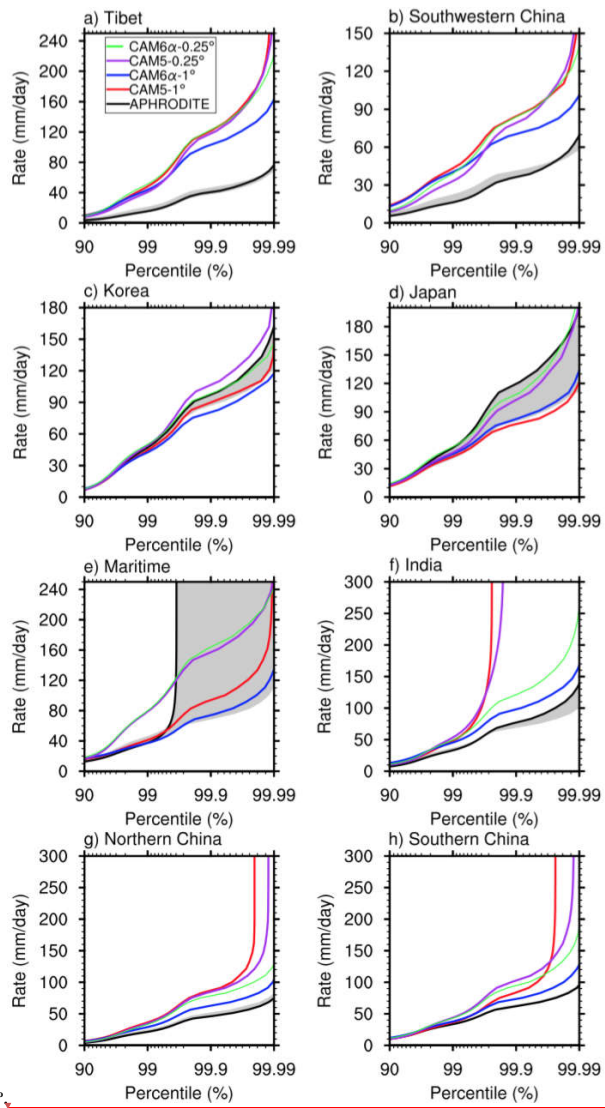 a) Tibet
b) Southwestern China
240
200
160
120
80
40
0
Rate (mm/day)
CAM6α-0.25°
CAM5-0.25°
CAM6α-1°
CAM5-1°
APHRODITE
150
120
90
60
30
0
Rate (mm/day)
90 99 99.9 99.99
Percentile (%)
90 99 99.9 99.99
Percentile (%)
c) Korea
d) Japan
180
150
120
90
60
30
0
Rate (mm/day)
180
150
120
90
60
30
0
Rate (mm/day)
90 99 99.9 99.99
Percentile (%)
90 99 99.9 99.99
Percentile (%)
e) Maritime
f) India
240
200
160
120
80
40
0
Rate (mm/day)
300
250
200
150
100
50
0
Rate (mm/day)
90 99 99.9 99.99
Percentile (%)
90 99 99.9 99.99
Percentile (%)
g) Northern China
h) Southern China
300
250
200
150
100
50
0
Rate (mm/day)
300
250
200
150
100
50
0
Rate (mm/day)
90 99 99.9 99.99
Percentile (%)
90 99 99.9 99.99
Percentile (%)